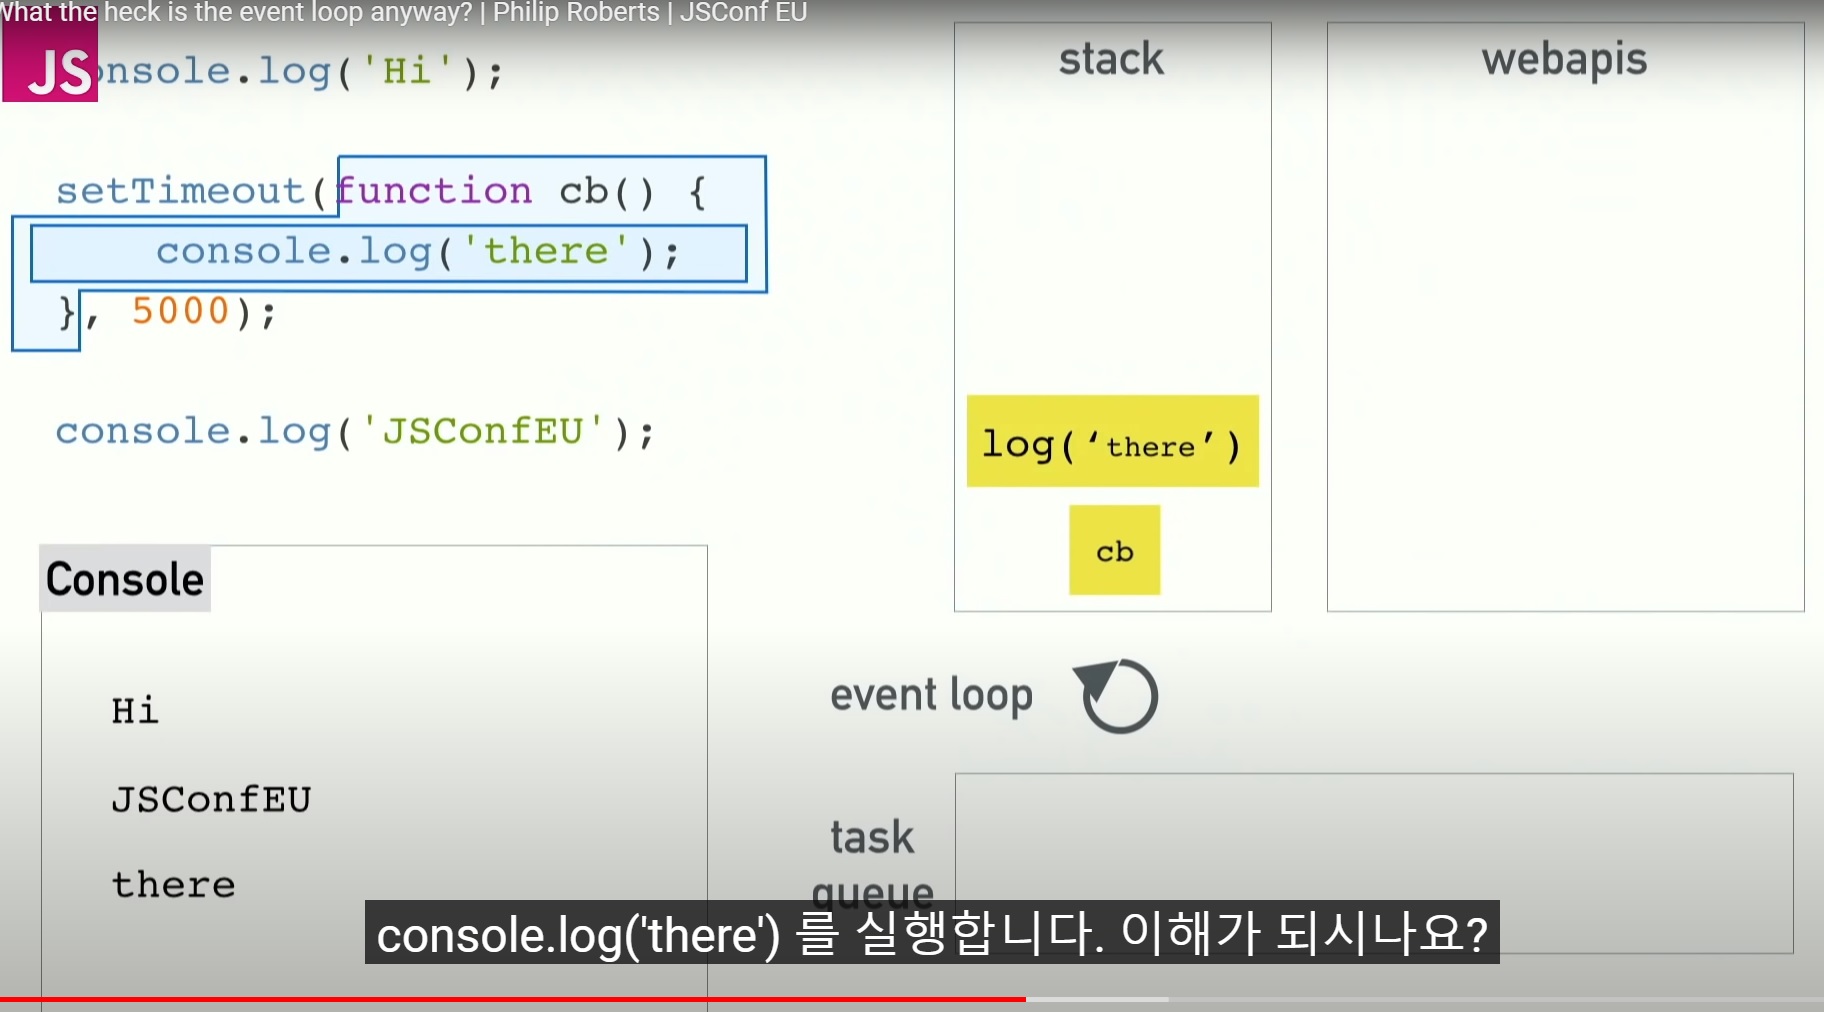 What the heck is the event loop anyway? | Philip Roberts | JSConf EU
JS
onsole.log('Hi');
setTimeout(function cb() {
console.log('there');
}, 5000);
console.log('JSConfEU');
Console
Hi
JSConfEU
there
stack
log(‘there’)
cb
webapis
event loop
task
queue
console.log('there') 를 실행합니다. 이해가 되시나요?